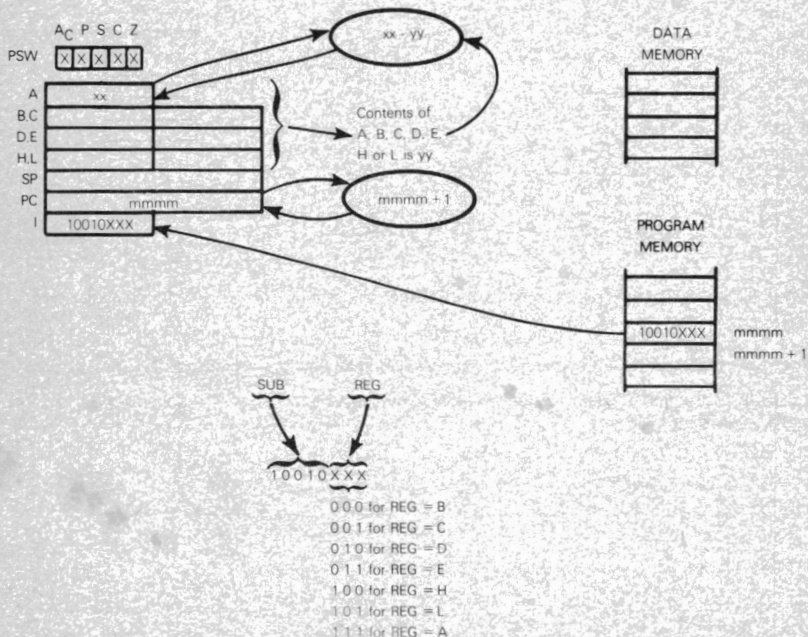 AC P S C Z
PSW X X X X X
A xx
B.C
D.E
H.L
SP
PC mmmm
I 10010XXX
xx - yy
Contents of
A, B, C, D, E,
H or L is yy
mmmm + 1
DATA
MEMORY
PROGRAM
MEMORY
10010XXX mmmm
mmmm + 1
SUB REG
10010XXX
000 for REG = B
001 for REG = C
010 for REG = D
011 for REG = E
100 for REG = H
101 for REG = L
111 for REG = A